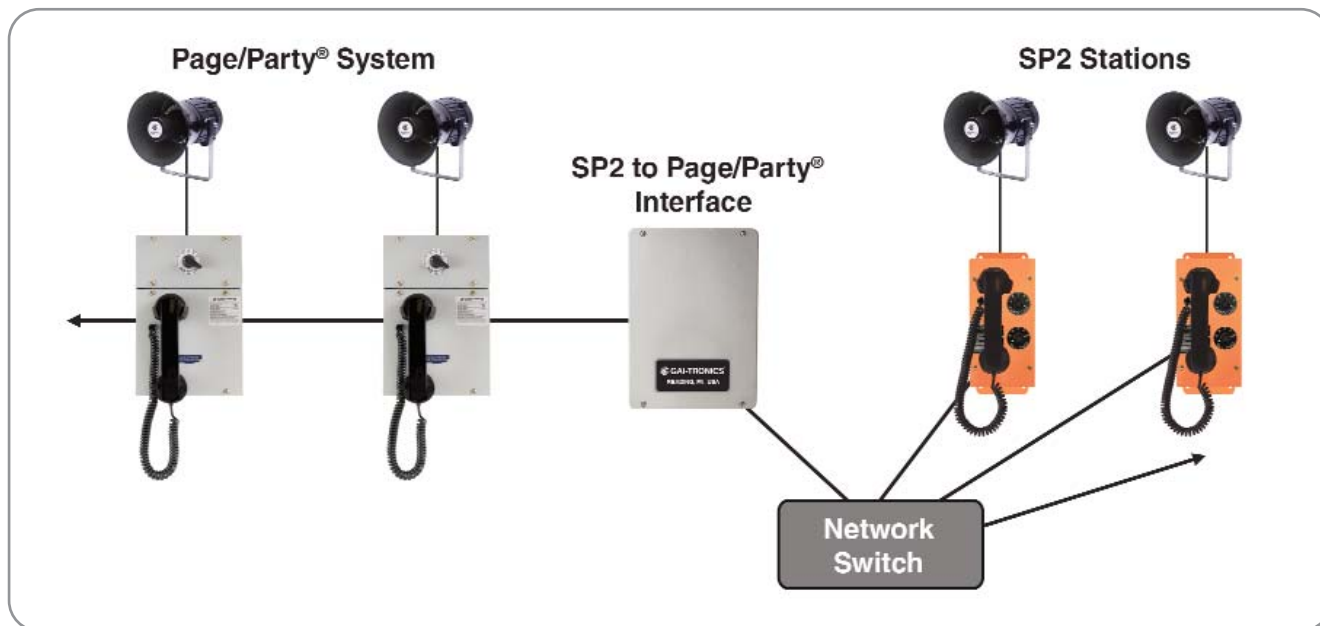 Page/Party® System
SP2 Stations
SP2 to Page/Party®
Interface
GAI-TRONICS
READING, PA USA
Network
Switch